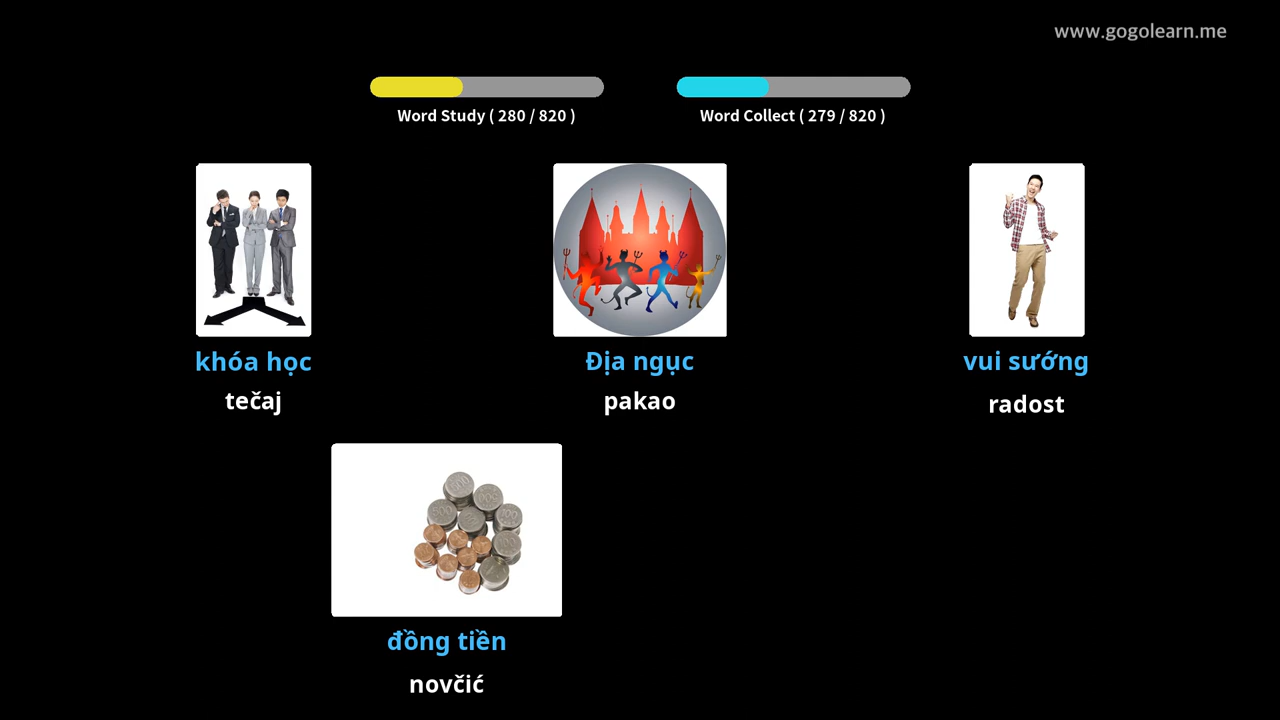 www.gogolearn.me
Word Study ( 280 / 820 )
Word Collect ( 279 / 820 )
khóa học
Địa ngục
vui sướng
tečaj
pakao
radost
đồng tiền
novčić